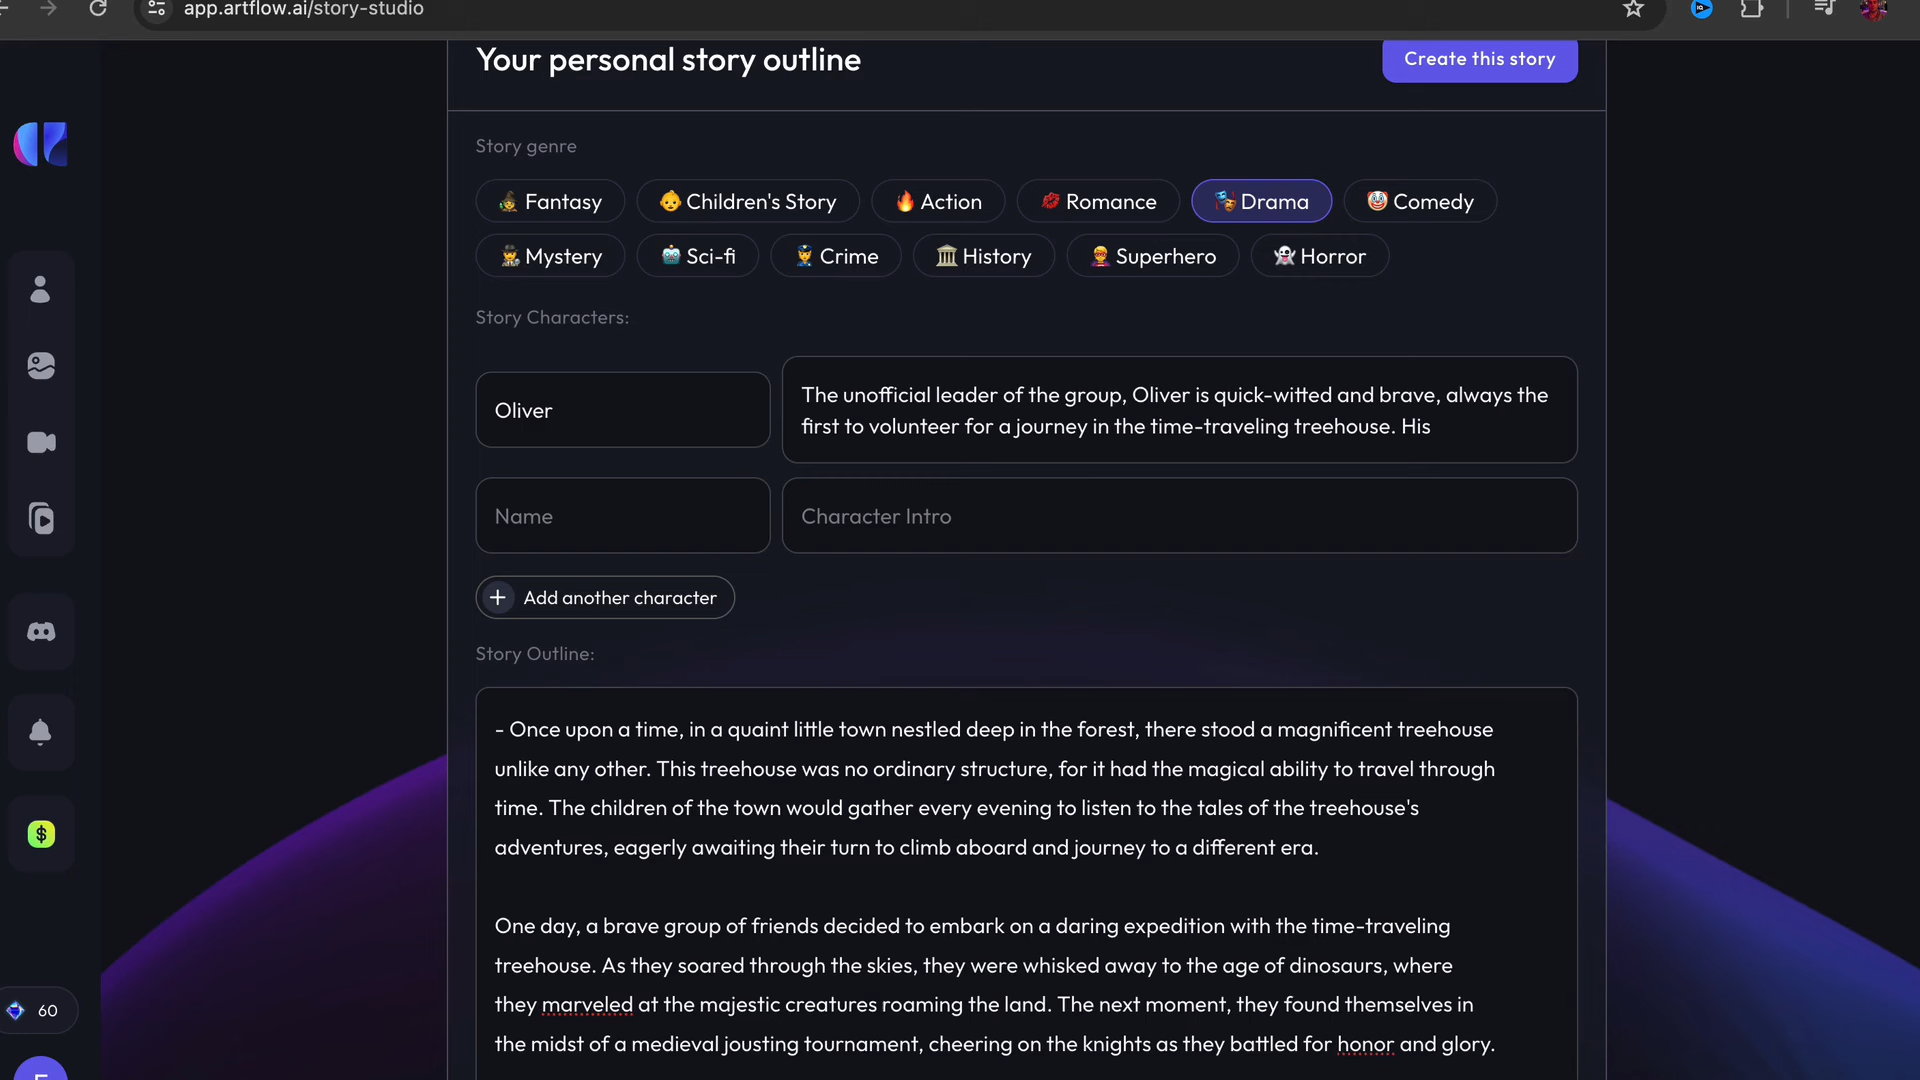 app.artflow.ai/story-studio
Your personal story outline
Create this story
Story genre
Fantasy
Children's Story
Action
Romance
Drama
Comedy
Mystery
Sci-fi
Crime
History
Superhero
Horror
Story Characters:
Oliver
The unofficial leader of the group, Oliver is quick-witted and brave, always the
first to volunteer for a journey in the time-traveling treehouse. His
Name
Character Intro
Add another character
Story Outline:
- Once upon a time, in a quaint little town nestled deep in the forest, there stood a magnificent treehouse
unlike any other. This treehouse was no ordinary structure, for it had the magical ability to travel through
time. The children of the town would gather every evening to listen to the tales of the treehouse's
adventures, eagerly awaiting their turn to climb aboard and journey to a different era.
One day, a brave group of friends decided to embark on a daring expedition with the time-traveling
treehouse. As they soared through the skies, they were whisked away to the age of dinosaurs, where
they marveled at the majestic creatures roaming the land. The next moment, they found themselves in
the midst of a medieval jousting tournament, cheering on the knights as they battled for honor and glory.
60